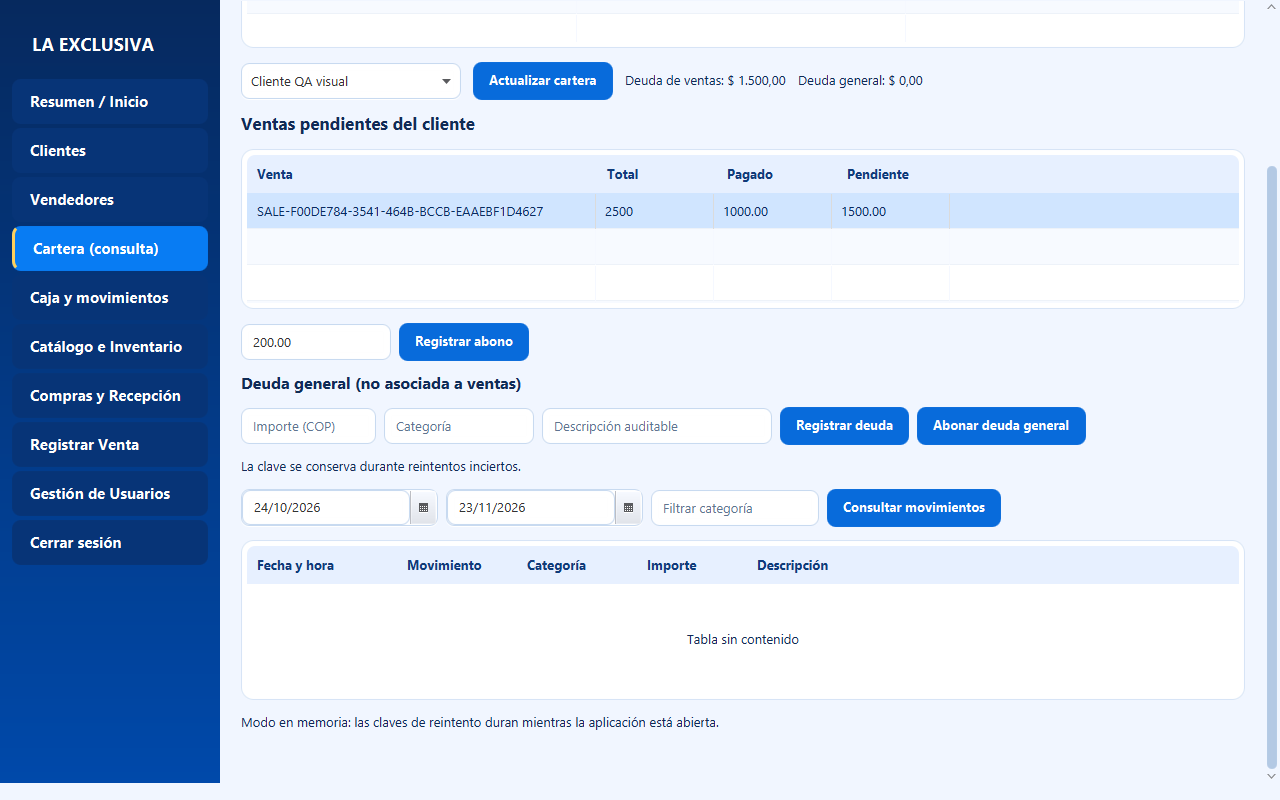 LA EXCLUSIVA
Resumen / Inicio
Clientes
Vendedores
Cartera (consulta)
Caja y movimientos
Catálogo e Inventario
Compras y Recepción
Registrar Venta
Gestión de Usuarios
Cerrar sesión
Cliente QA visual Actualizar cartera Deuda de ventas: $ 1.500,00 Deuda general: $ 0,00
Ventas pendientes del cliente
Venta Total Pagado Pendiente
SALE-F00DE784-3541-464B-BCCB-EAAEBF1D4627 2500 1000.00 1500.00
200.00 Registrar abono
Deuda general (no asociada a ventas)
Importe (COP) Categoría Descripción auditable Registrar deuda Abonar deuda general
La clave se conserva durante reintentos inciertos.
24/10/2026 23/11/2026 Filtrar categoría Consultar movimientos
Fecha y hora Movimiento Categoría Importe Descripción
Tabla sin contenido
Modo en memoria: las claves de reintento duran mientras la aplicación está abierta.